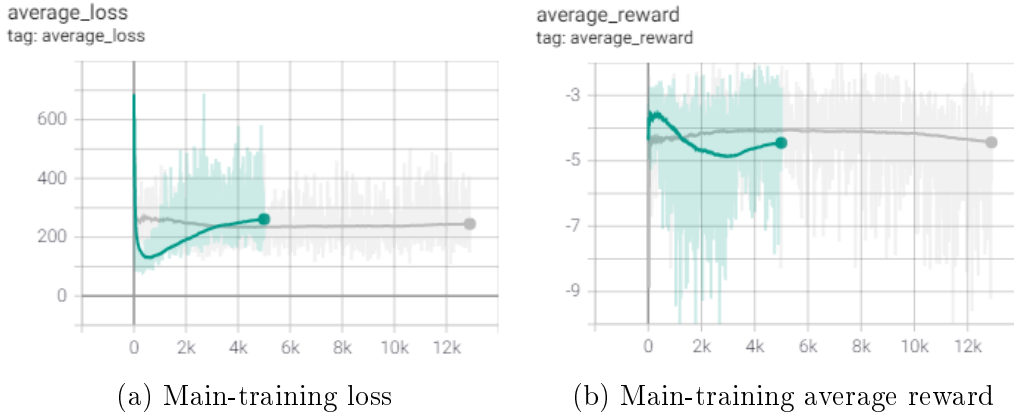 average_loss
tag: average_loss
600
400
200
0
0 2k 4k 6k 8k 10k 12k
(a) Main-training loss
average_reward
tag: average_reward
-3
-5
-7
-9
0 2k 4k 6k 8k 10k 12k
(b) Main-training average reward